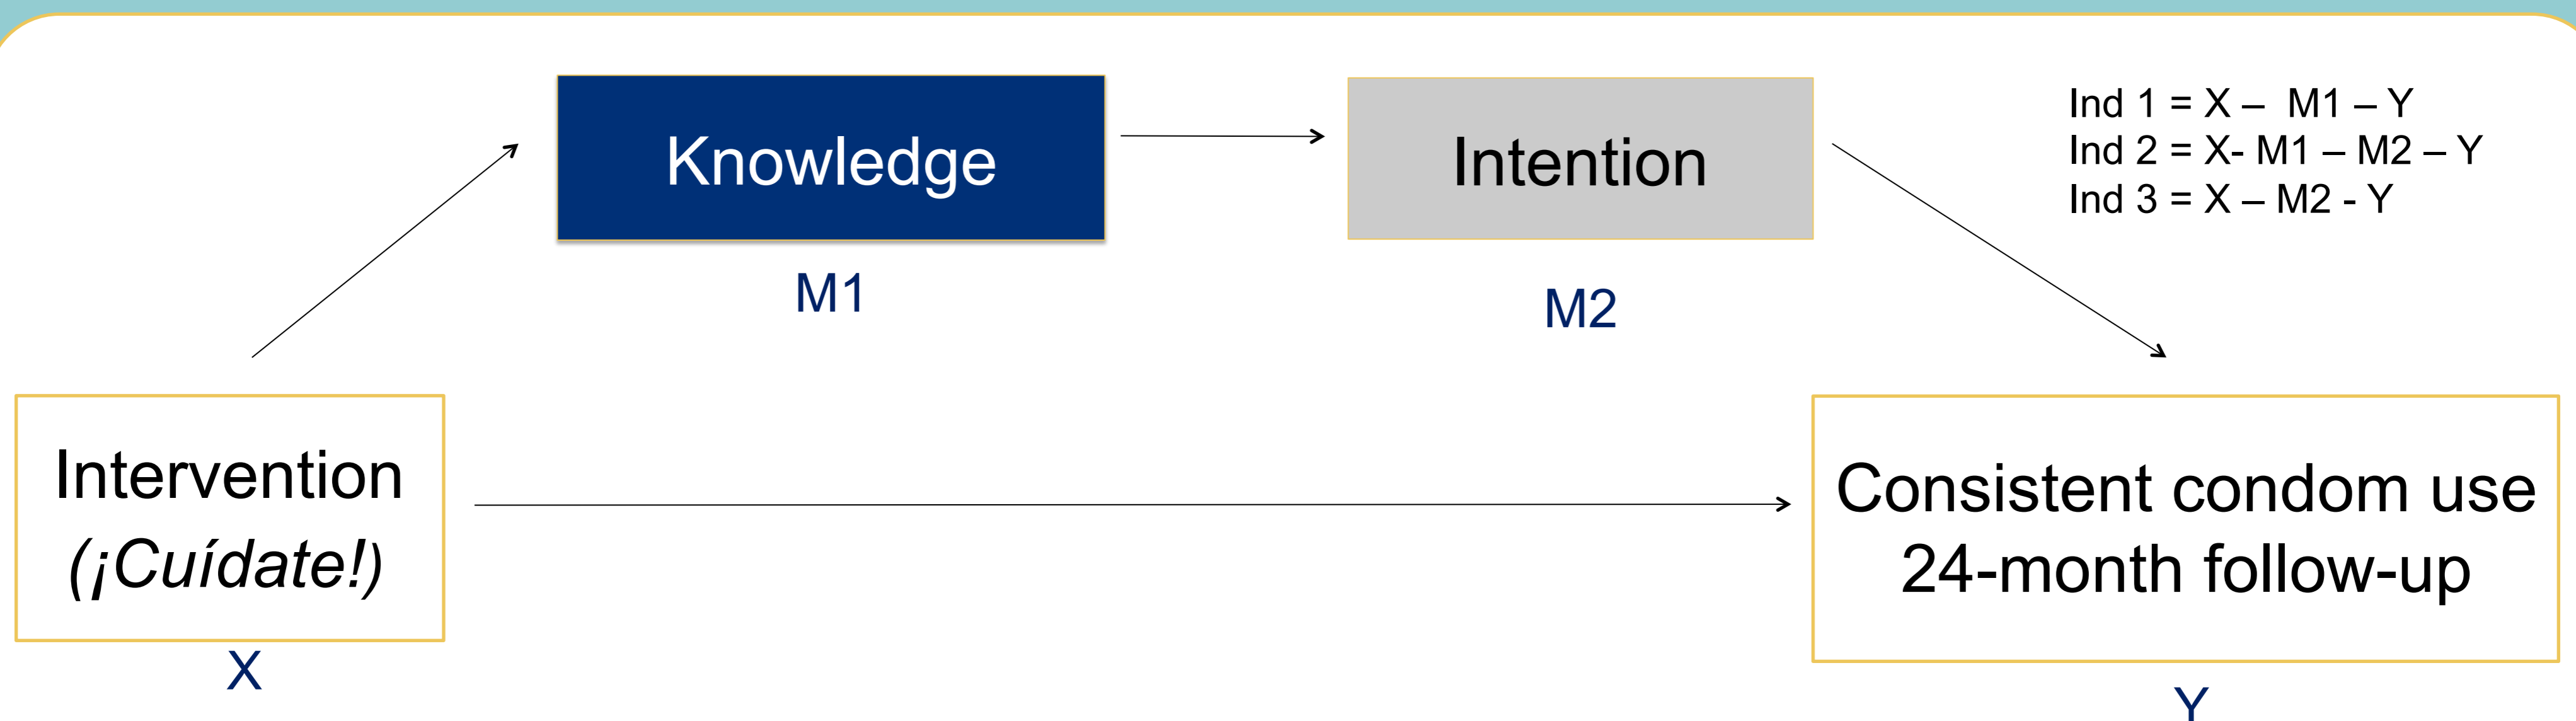 Knowledge
M1
Intention
M2
Ind 1 = X – M1 – Y
Ind 2 = X- M1 – M2 – Y
Ind 3 = X – M2 - Y
Intervention
(¡Cuídate!)
X
Consistent condom use
24-month follow-up
Y